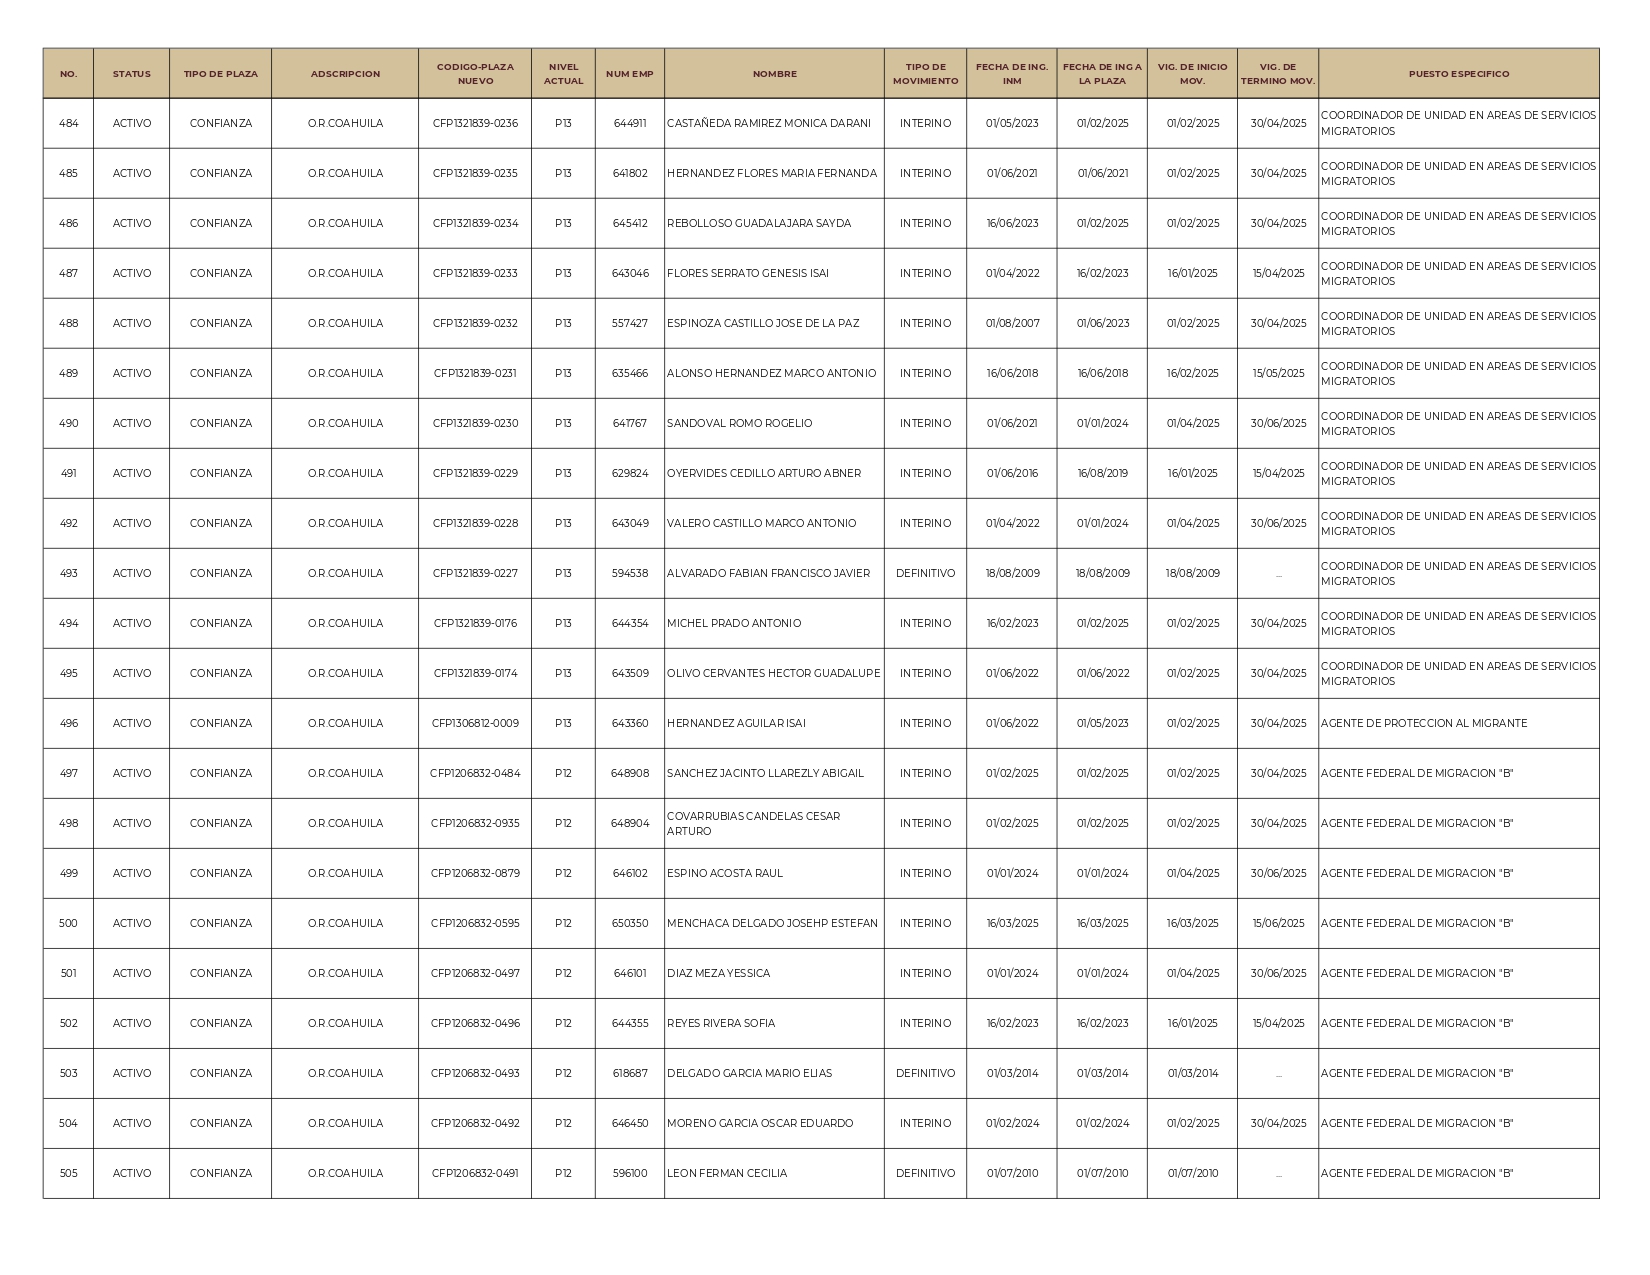 NO. STATUS TIPO DE PLAZA ADSCRIPCION CODIGO-PLAZA NUEVO NIVEL ACTUAL NUM EMP NOMBRE TIPO DE MOVIMIENTO FECHA DE ING. INM FECHA DE ING A LA PLAZA VIG. DE INICIO MOV. VIG. DE TERMINO MOV. PUESTO ESPECIFICO
484 ACTIVO CONFIANZA O.R.COAHUILA CFP1321839-0236 P13 644911 CASTAÑEDA RAMIREZ MONICA DARANI INTERINO 01/05/2023 01/02/2025 01/02/2025 30/04/2025 COORDINADOR DE UNIDAD EN AREAS DE SERVICIOS MIGRATORIOS
485 ACTIVO CONFIANZA O.R.COAHUILA CFP1321839-0235 P13 641802 HERNANDEZ FLORES MARIA FERNANDA INTERINO 01/06/2021 01/06/2021 01/02/2025 30/04/2025 COORDINADOR DE UNIDAD EN AREAS DE SERVICIOS MIGRATORIOS
486 ACTIVO CONFIANZA O.R.COAHUILA CFP1321839-0234 P13 645412 REBOLLOSO GUADALAJARA SAYDA INTERINO 16/06/2023 01/02/2025 01/02/2025 30/04/2025 COORDINADOR DE UNIDAD EN AREAS DE SERVICIOS MIGRATORIOS
487 ACTIVO CONFIANZA O.R.COAHUILA CFP1321839-0233 P13 643046 FLORES SERRATO GENESIS ISAI INTERINO 01/04/2022 16/02/2023 16/01/2025 15/04/2025 COORDINADOR DE UNIDAD EN AREAS DE SERVICIOS MIGRATORIOS
488 ACTIVO CONFIANZA O.R.COAHUILA CFP1321839-0232 P13 557427 ESPINOZA CASTILLO JOSE DE LA PAZ INTERINO 01/08/2007 01/06/2023 01/02/2025 30/04/2025 COORDINADOR DE UNIDAD EN AREAS DE SERVICIOS MIGRATORIOS
489 ACTIVO CONFIANZA O.R.COAHUILA CFP1321839-0231 P13 635466 ALONSO HERNANDEZ MARCO ANTONIO INTERINO 16/06/2018 16/06/2018 16/02/2025 15/05/2025 COORDINADOR DE UNIDAD EN AREAS DE SERVICIOS MIGRATORIOS
490 ACTIVO CONFIANZA O.R.COAHUILA CFP1321839-0230 P13 641767 SANDOVAL ROMO ROGELIO INTERINO 01/06/2021 01/01/2024 01/04/2025 30/06/2025 COORDINADOR DE UNIDAD EN AREAS DE SERVICIOS MIGRATORIOS
491 ACTIVO CONFIANZA O.R.COAHUILA CFP1321839-0229 P13 629824 OYERVIDES CEDILLO ARTURO ABNER INTERINO 01/06/2016 16/08/2019 16/01/2025 15/04/2025 COORDINADOR DE UNIDAD EN AREAS DE SERVICIOS MIGRATORIOS
492 ACTIVO CONFIANZA O.R.COAHUILA CFP1321839-0228 P13 643049 VALERO CASTILLO MARCO ANTONIO INTERINO 01/04/2022 01/01/2024 01/04/2025 30/06/2025 COORDINADOR DE UNIDAD EN AREAS DE SERVICIOS MIGRATORIOS
493 ACTIVO CONFIANZA O.R.COAHUILA CFP1321839-0227 P13 594538 ALVARADO FABIAN FRANCISCO JAVIER DEFINITIVO 18/08/2009 18/08/2009 18/08/2009 ... COORDINADOR DE UNIDAD EN AREAS DE SERVICIOS MIGRATORIOS
494 ACTIVO CONFIANZA O.R.COAHUILA CFP1321839-0176 P13 644354 MICHEL PRADO ANTONIO INTERINO 16/02/2023 01/02/2025 01/02/2025 30/04/2025 COORDINADOR DE UNIDAD EN AREAS DE SERVICIOS MIGRATORIOS
495 ACTIVO CONFIANZA O.R.COAHUILA CFP1321839-0174 P13 643509 OLIVO CERVANTES HECTOR GUADALUPE INTERINO 01/06/2022 01/06/2022 01/02/2025 30/04/2025 COORDINADOR DE UNIDAD EN AREAS DE SERVICIOS MIGRATORIOS
496 ACTIVO CONFIANZA O.R.COAHUILA CFP1306812-0009 P13 643360 HERNANDEZ AGUILAR ISAI INTERINO 01/06/2022 01/05/2023 01/02/2025 30/04/2025 AGENTE DE PROTECCION AL MIGRANTE
497 ACTIVO CONFIANZA O.R.COAHUILA CFP1206832-0484 P12 648908 SANCHEZ JACINTO LLAREZLY ABIGAIL INTERINO 01/02/2025 01/02/2025 01/02/2025 30/04/2025 AGENTE FEDERAL DE MIGRACION "B"
498 ACTIVO CONFIANZA O.R.COAHUILA CFP1206832-0935 P12 648904 COVARRUBIAS CANDELAS CESAR ARTURO INTERINO 01/02/2025 01/02/2025 01/02/2025 30/04/2025 AGENTE FEDERAL DE MIGRACION "B"
499 ACTIVO CONFIANZA O.R.COAHUILA CFP1206832-0879 P12 646102 ESPINO ACOSTA RAUL INTERINO 01/01/2024 01/01/2024 01/04/2025 30/06/2025 AGENTE FEDERAL DE MIGRACION "B"
500 ACTIVO CONFIANZA O.R.COAHUILA CFP1206832-0595 P12 650350 MENCHACA DELGADO JOSEHP ESTEFAN INTERINO 16/03/2025 16/03/2025 16/03/2025 15/06/2025 AGENTE FEDERAL DE MIGRACION "B"
501 ACTIVO CONFIANZA O.R.COAHUILA CFP1206832-0497 P12 646101 DIAZ MEZA YESSICA INTERINO 01/01/2024 01/01/2024 01/04/2025 30/06/2025 AGENTE FEDERAL DE MIGRACION "B"
502 ACTIVO CONFIANZA O.R.COAHUILA CFP1206832-0496 P12 644355 REYES RIVERA SOFIA INTERINO 16/02/2023 16/02/2023 16/01/2025 15/04/2025 AGENTE FEDERAL DE MIGRACION "B"
503 ACTIVO CONFIANZA O.R.COAHUILA CFP1206832-0493 P12 618687 DELGADO GARCIA MARIO ELIAS DEFINITIVO 01/03/2014 01/03/2014 01/03/2014 ... AGENTE FEDERAL DE MIGRACION "B"
504 ACTIVO CONFIANZA O.R.COAHUILA CFP1206832-0492 P12 646450 MORENO GARCIA OSCAR EDUARDO INTERINO 01/02/2024 01/02/2024 01/02/2025 30/04/2025 AGENTE FEDERAL DE MIGRACION "B"
505 ACTIVO CONFIANZA O.R.COAHUILA CFP1206832-0491 P12 596100 LEON FERMAN CECILIA DEFINITIVO 01/07/2010 01/07/2010 01/07/2010 ... AGENTE FEDERAL DE MIGRACION "B"